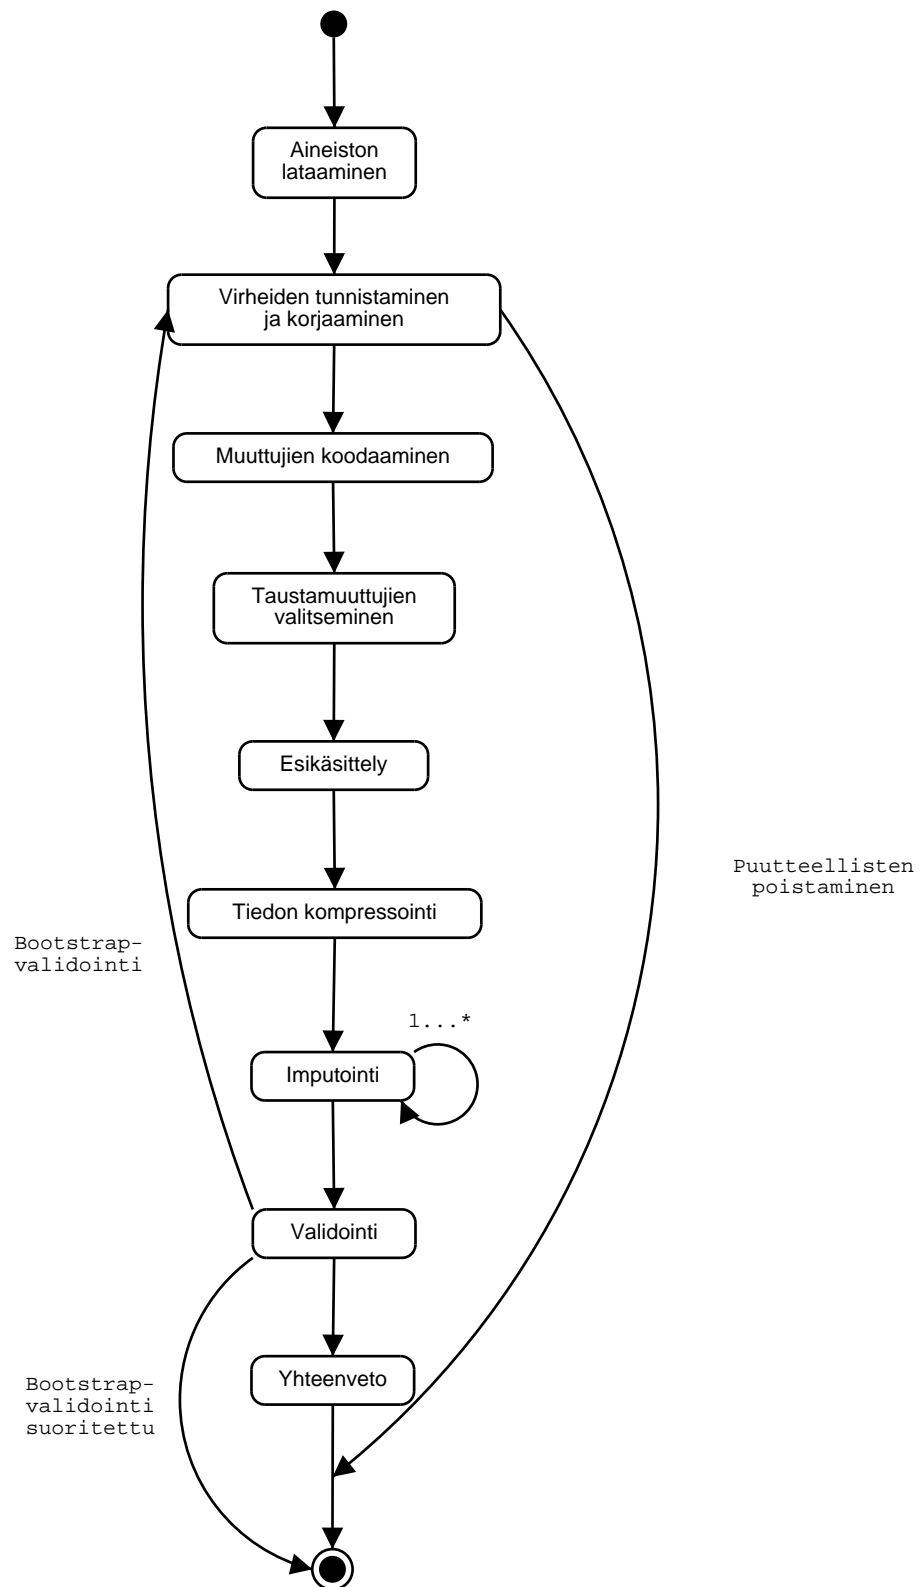 Aineiston
lataaminen
Virheiden tunnistaminen
ja korjaaminen
Muuttujien koodaaminen
Taustamuuttujien
valitseminen
Esikäsittely
Puutteellisten
poistaminen
Tiedon kompressointi
Bootstrap-
validointi
1...*
Imputointi
Validointi
Yhteenveto
Bootstrap-
validointi
suoritettu